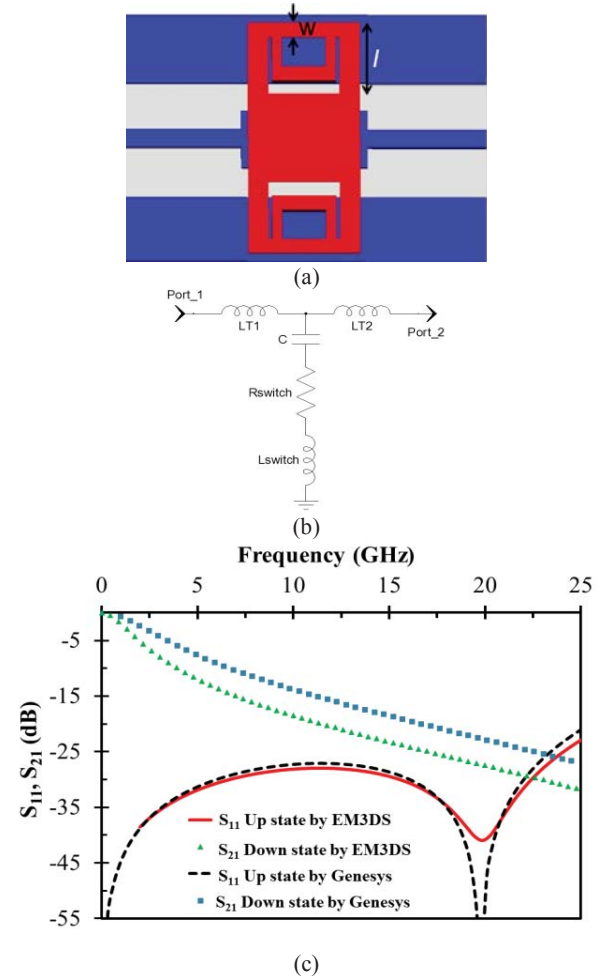 W
l
(a)
Port_1
LT1
LT2
Port_2
C
Rswitch
Lswitch
(b)
Frequency (GHz)
0 5 10 15 20 25
-5
-15
-25
-35
-45
-55
S₁₁, S₂₁ (dB)
S₁₁ Up state by EM3DS
S₂₁ Down state by EM3DS
S₁₁ Up state by Genesys
S₂₁ Down state by Genesys
(c)